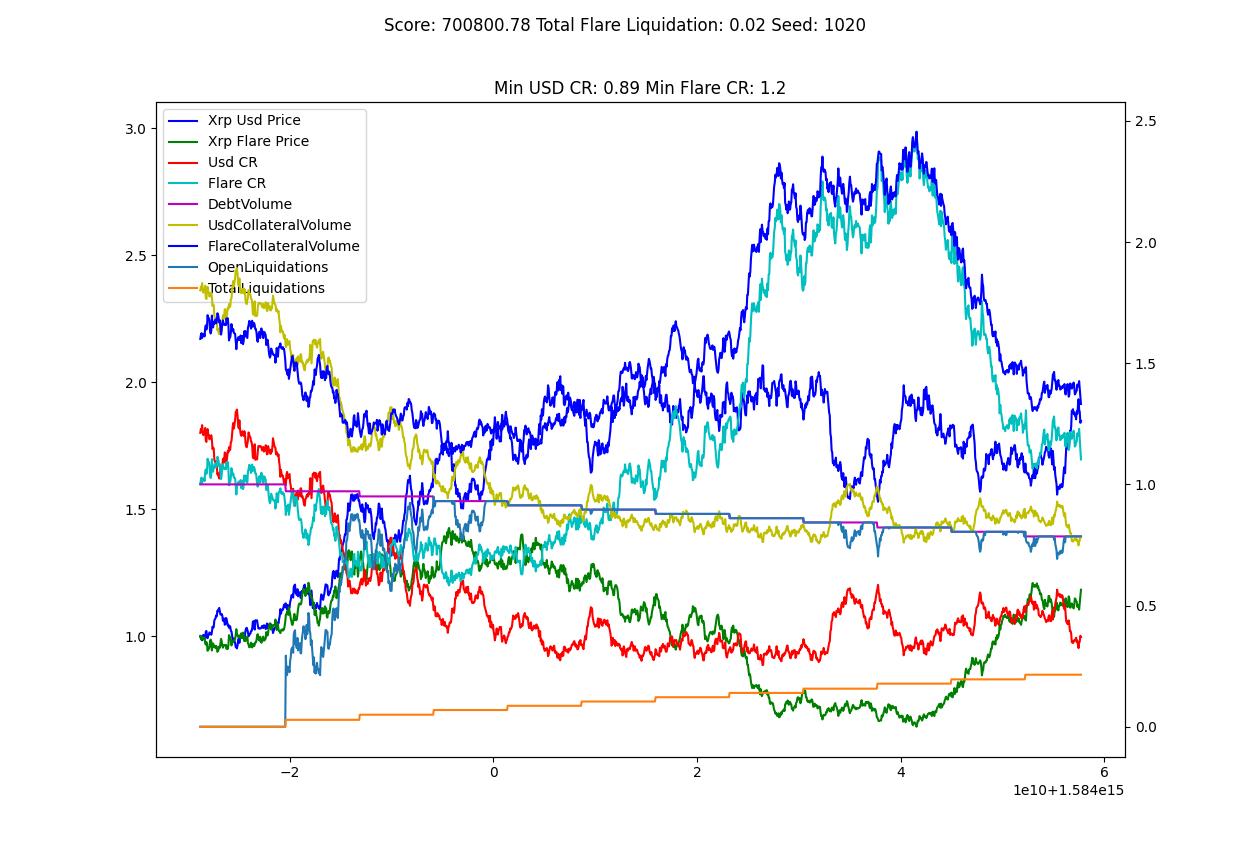 Score: 700800.78 Total Flare Liquidation: 0.02 Seed: 1020
Min USD CR: 0.89 Min Flare CR: 1.2
Xrp Usd Price
Xrp Flare Price
Usd CR
Flare CR
DebtVolume
UsdCollateralVolume
FlareCollateralVolume
OpenLiquidations
TotalLiquidations
3.0
2.5
2.0
1.5
1.0
2.5
2.0
1.5
1.0
0.5
0.0
−2
0
2
4
6
1e10+1.584e15